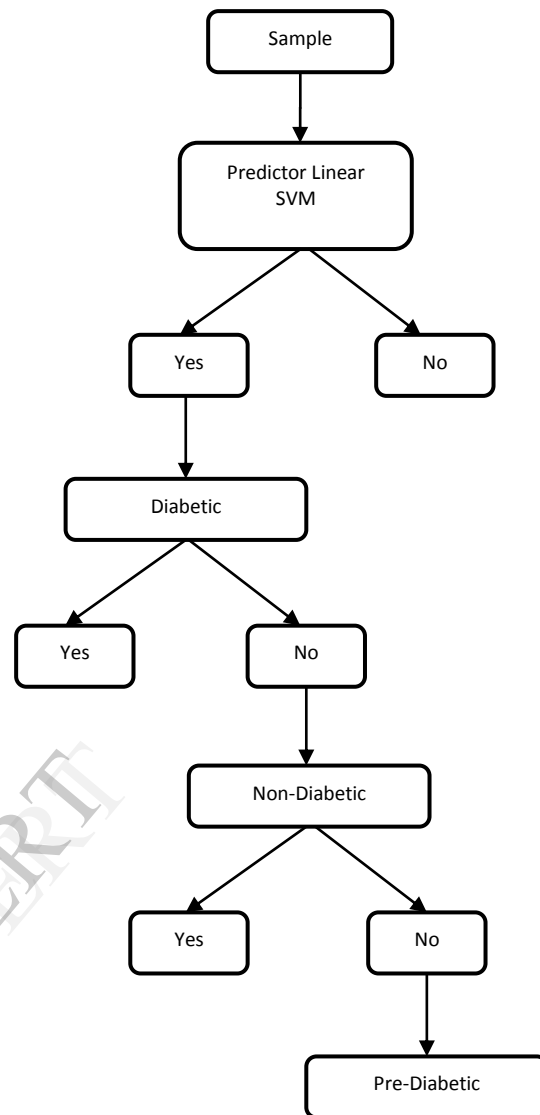 Sample
Predictor Linear
SVM
Yes
No
Diabetic
Yes
No
Non-Diabetic
Yes
No
Pre-Diabetic